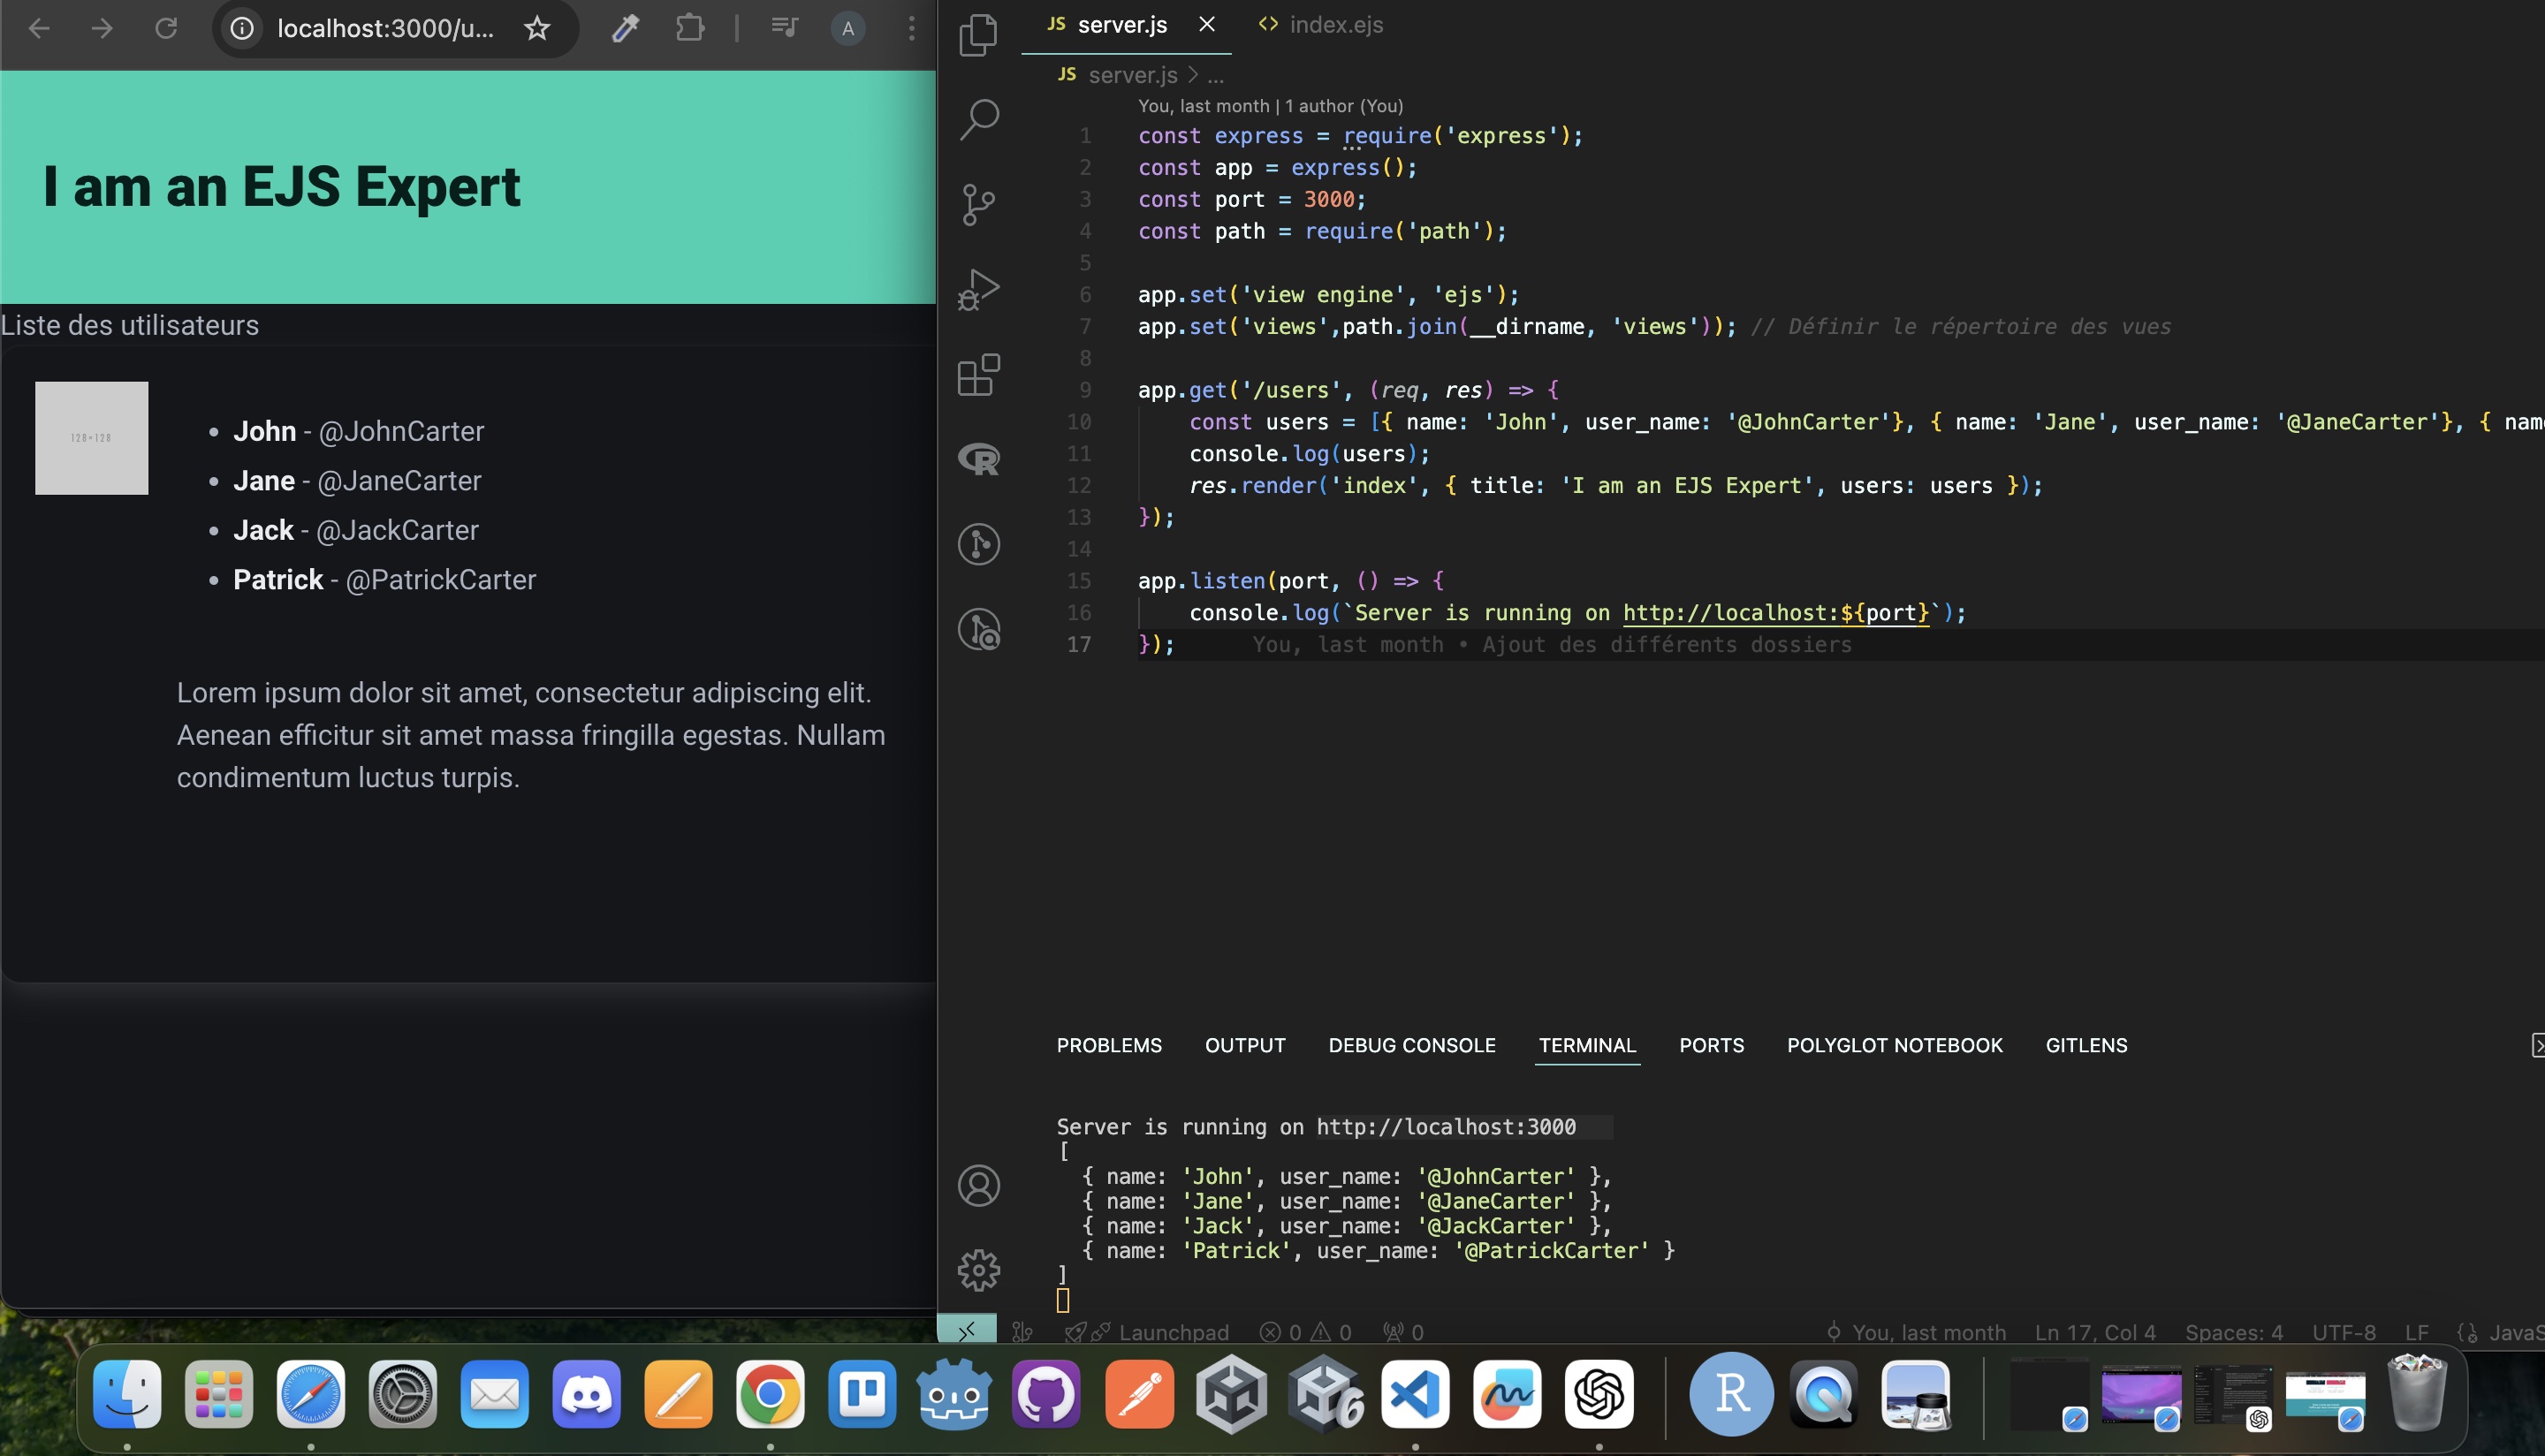 localhost:3000/u...
A
I am an EJS Expert
Liste des utilisateurs
128×128
John - @JohnCarter
Jane - @JaneCarter
Jack - @JackCarter
Patrick - @PatrickCarter
Lorem ipsum dolor sit amet, consectetur adipiscing elit.
Aenean efficitur sit amet massa fringilla egestas. Nullam
condimentum luctus turpis.
JS server.js
<> index.ejs
JS server.js > ...
You, last month | 1 author (You)
1 const express = require('express');
2 const app = express();
3 const port = 3000;
4 const path = require('path');
5
6 app.set('view engine', 'ejs');
7 app.set('views',path.join(__dirname, 'views')); // Définir le répertoire des vues
8
9 app.get('/users', (req, res) => {
10 const users = [{ name: 'John', user_name: '@JohnCarter'}, { name: 'Jane', user_name: '@JaneCarter'}, { nam
11 console.log(users);
12 res.render('index', { title: 'I am an EJS Expert', users: users });
13 });
14
15 app.listen(port, () => {
16 console.log(`Server is running on http://localhost:${port}`);
17 }); You, last month • Ajout des différents dossiers
PROBLEMS OUTPUT DEBUG CONSOLE TERMINAL PORTS POLYGLOT NOTEBOOK GITLENS
Server is running on http://localhost:3000
[
{ name: 'John', user_name: '@JohnCarter' },
{ name: 'Jane', user_name: '@JaneCarter' },
{ name: 'Jack', user_name: '@JackCarter' },
{ name: 'Patrick', user_name: '@PatrickCarter' }
]
Launchpad 0 0 0 You, last month Ln 17, Col 4 Spaces: 4 UTF-8 LF {} JavaS
6
R